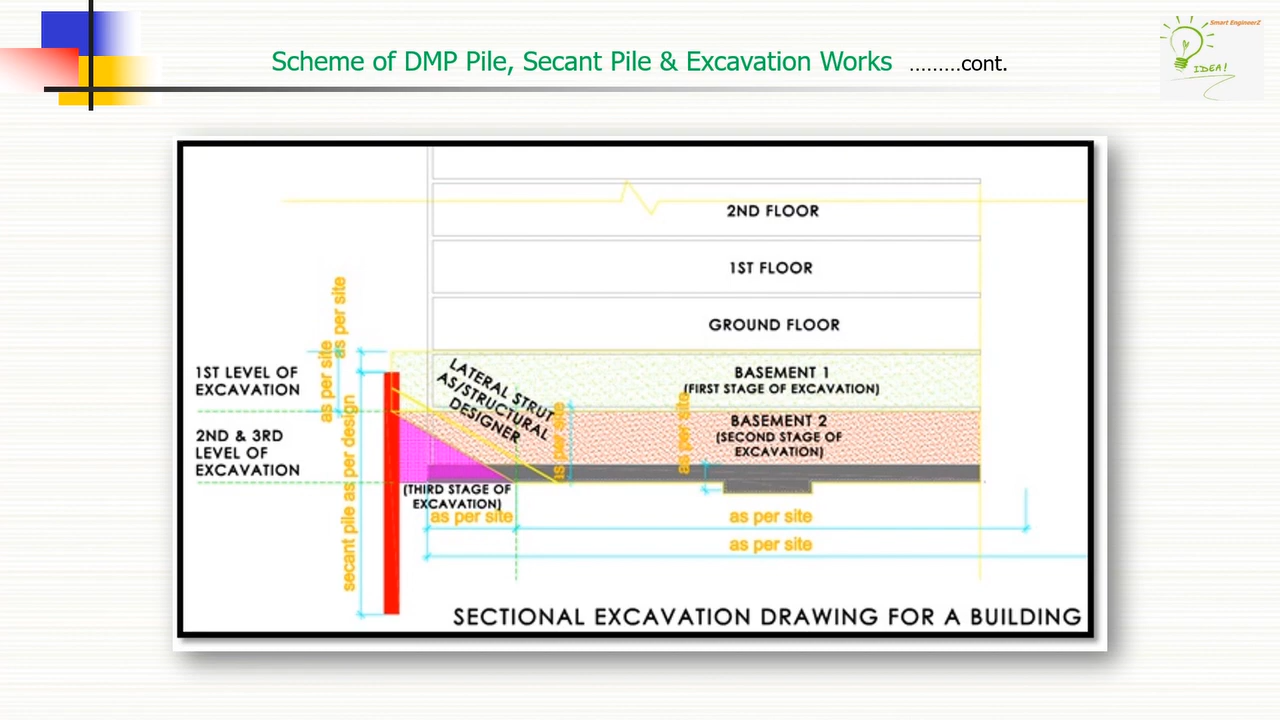 Scheme of DMP Pile, Secant Pile & Excavation Works ………cont.
Smart EngineerZ
IDEA!
2ND FLOOR
1ST FLOOR
GROUND FLOOR
as per site
as per site
1ST LEVEL OF
EXCAVATION
2ND & 3RD
LEVEL OF
EXCAVATION
secant pile as per design
LATERAL STRUT
AS/STRUCTURAL
DESIGNER
BASEMENT 1
(FIRST STAGE OF EXCAVATION)
BASEMENT 2
(SECOND STAGE OF
EXCAVATION)
as per site
as per site
(THIRD STAGE OF
EXCAVATION)
as per site
as per site
as per site
SECTIONAL EXCAVATION DRAWING FOR A BUILDING